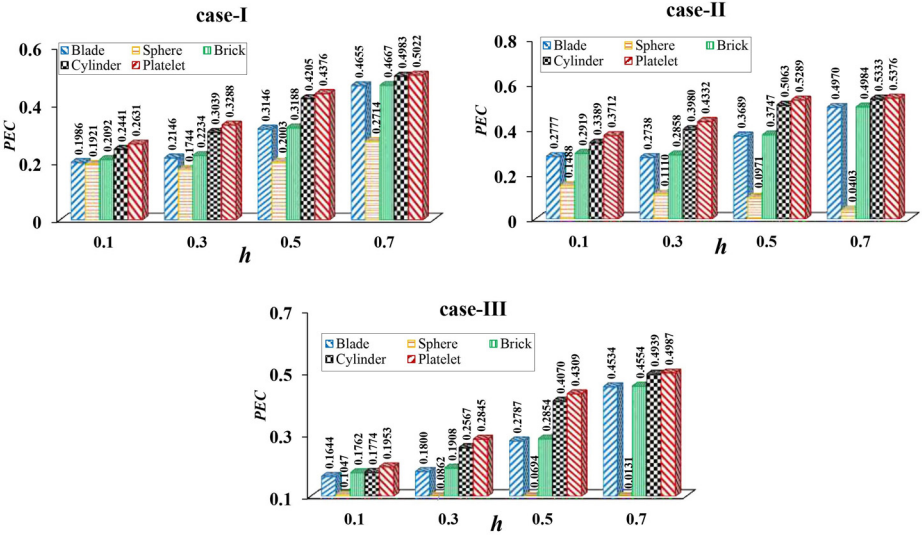 case-I
0.6
0.4
0.2
0
PEC
Blade
Sphere
Brick
Cylinder
Platelet
0.1986
0.1921
0.2092
0.2441
0.2631
0.2146
0.1744
0.2234
0.3039
0.3288
0.3146
0.2003
0.3188
0.4205
0.4376
0.4655
0.2714
0.4667
0.4983
0.5022
0.1 0.3 0.5 0.7
h
case-II
0.8
0.6
0.4
0.2
0
PEC
Blade
Sphere
Brick
Cylinder
Platelet
0.2777
0.1488
0.2919
0.3389
0.3712
0.2738
0.1110
0.2858
0.3980
0.4332
0.3689
0.0971
0.3747
0.5063
0.5289
0.4970
0.0403
0.4984
0.5333
0.5376
0.1 0.3 0.5 0.7
h
case-III
0.7
0.5
0.3
0.1
PEC
Blade
Sphere
Brick
Cylinder
Platelet
0.1644
0.1047
0.1762
0.1774
0.1953
0.1800
0.0862
0.1908
0.2567
0.2845
0.2787
0.0694
0.2854
0.4070
0.4309
0.4534
0.0131
0.4554
0.4939
0.4987
0.1 0.3 0.5 0.7
h